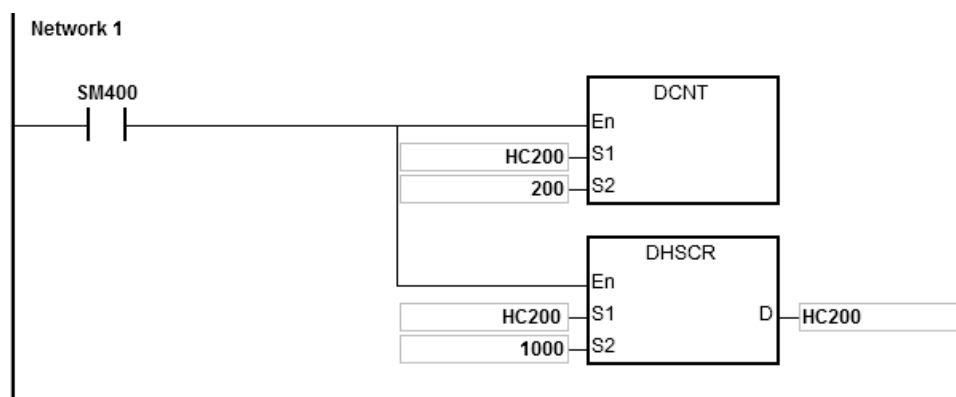 Network 1
SM400
DCNT
En
HC200 S1
200 S2
DHSCR
En
HC200 S1 D HC200
1000 S2